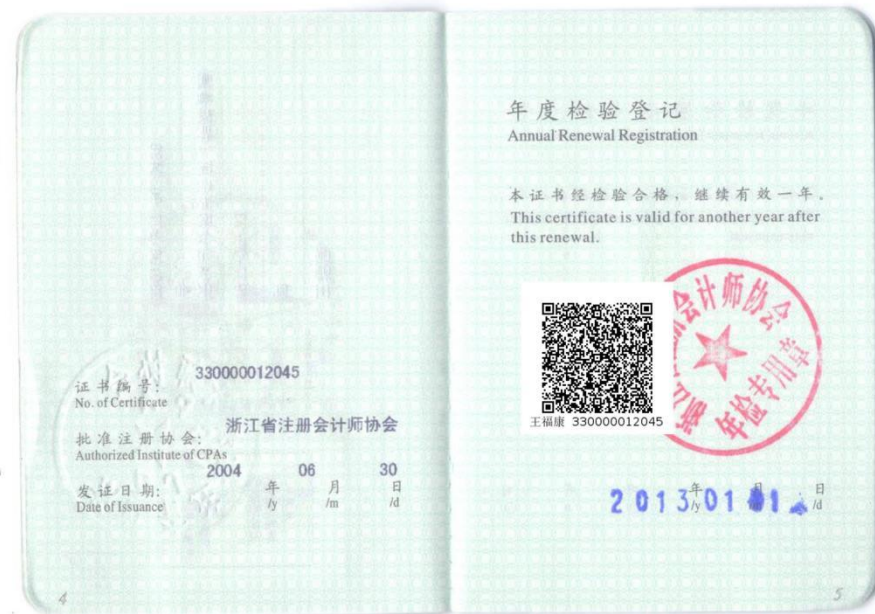 证书编号:
330000012045
No. of Certificate
批准注册协会:
浙江省注册会计师协会
Authorized Institute of CPAs
2004 06 30
发证日期: 年 月 日
Date of Issuance /y /m /d
4
年度检验登记
Annual Renewal Registration
本证书经检验合格，继续有效一年。
This certificate is valid for another year after
this renewal.
会计师协会
年检专用章
王福康 330000012045
年 月 日
2013 01
/y /d
5